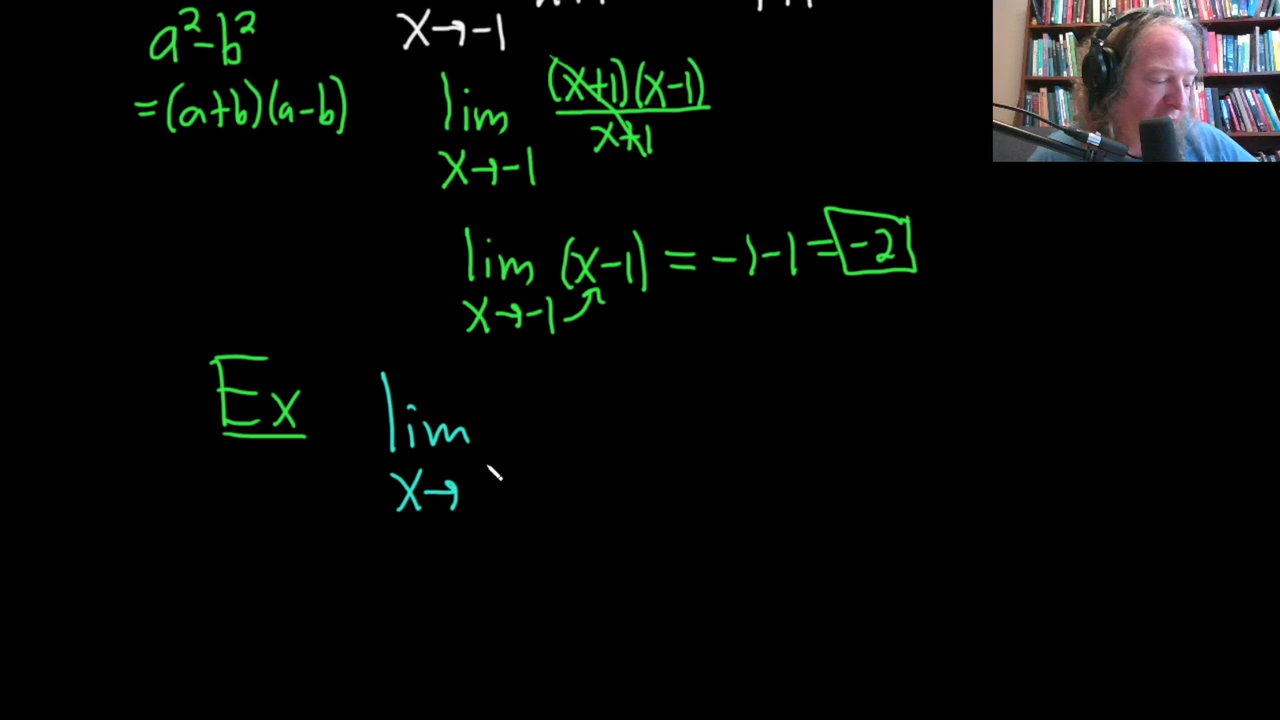 a²-b²
x→-1
=(a+b)(a-b)
lim (x+1)(x-1)
x→-1 x+1
lim (x-1) = -1-1 = -2
x→-1
Ex lim
x→